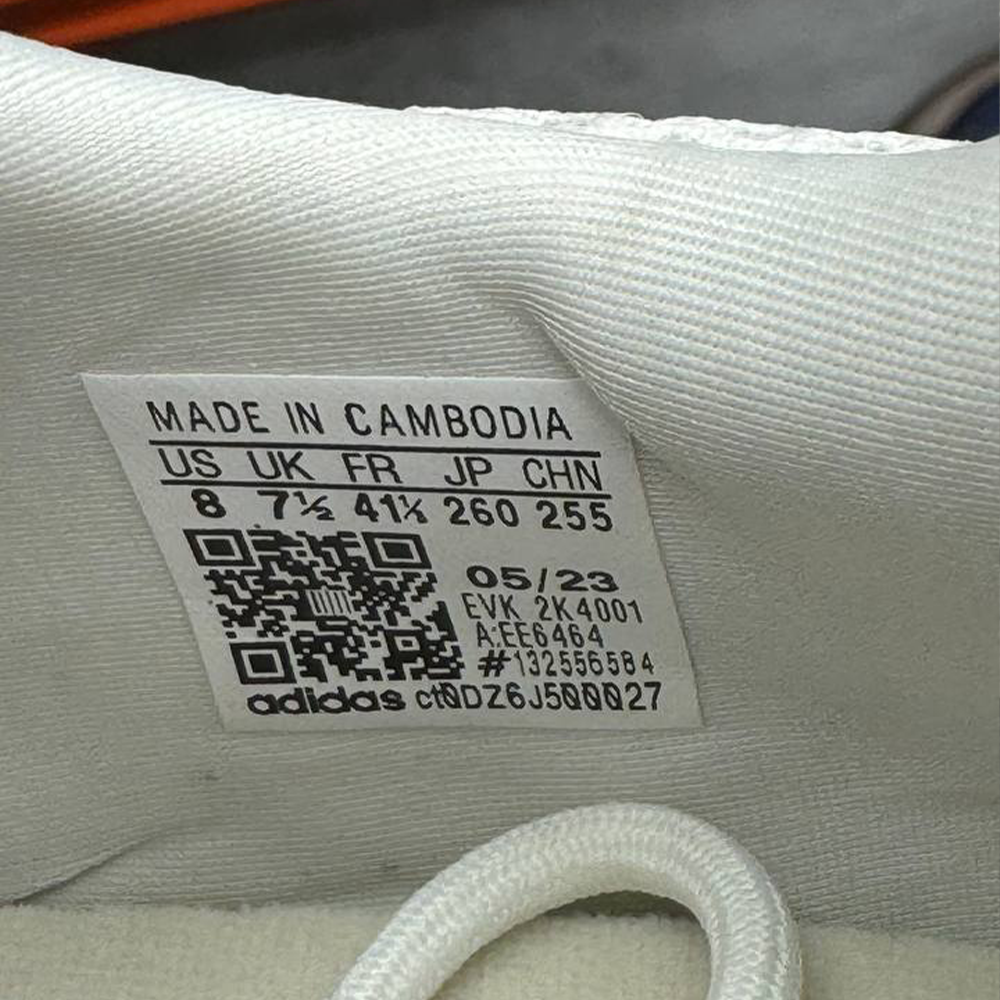 MADE IN CAMBODIA
US UK FR JP CHN
8 7½ 41⅓ 260 255
05/23
EVK 2K4001
A:EE6464
#132556584
adidas ct0DZ6J500027